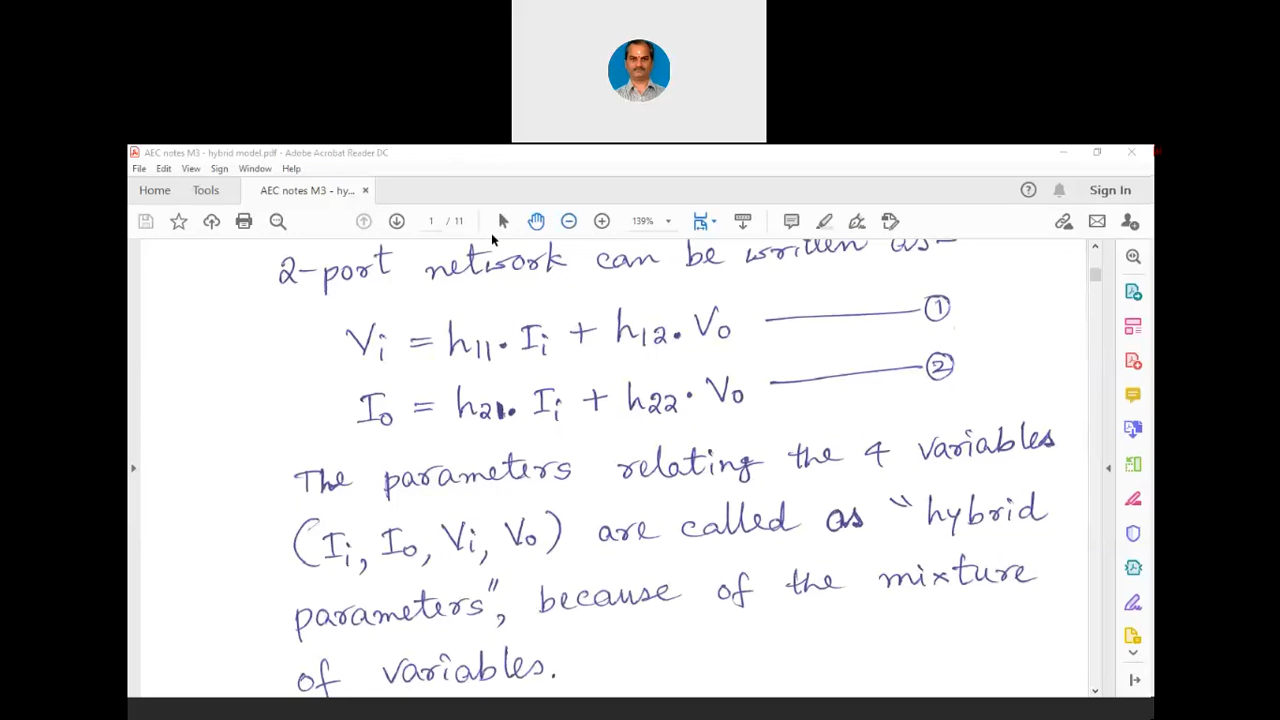 AEC notes M3 - hybrid model.pdf - Adobe Acrobat Reader DC
File Edit View Sign Window Help
Home Tools AEC notes M3 - hy... × Sign In
1 / 11 139%
2-port network can be written as-
Vi = h11. Ii + h12. Vo ①
Io = h21. Ii + h22. Vo ②
The parameters relating the 4 variables
(Ii, Io, Vi, Vo) are called as "hybrid
parameters", because of the mixture
of variables.